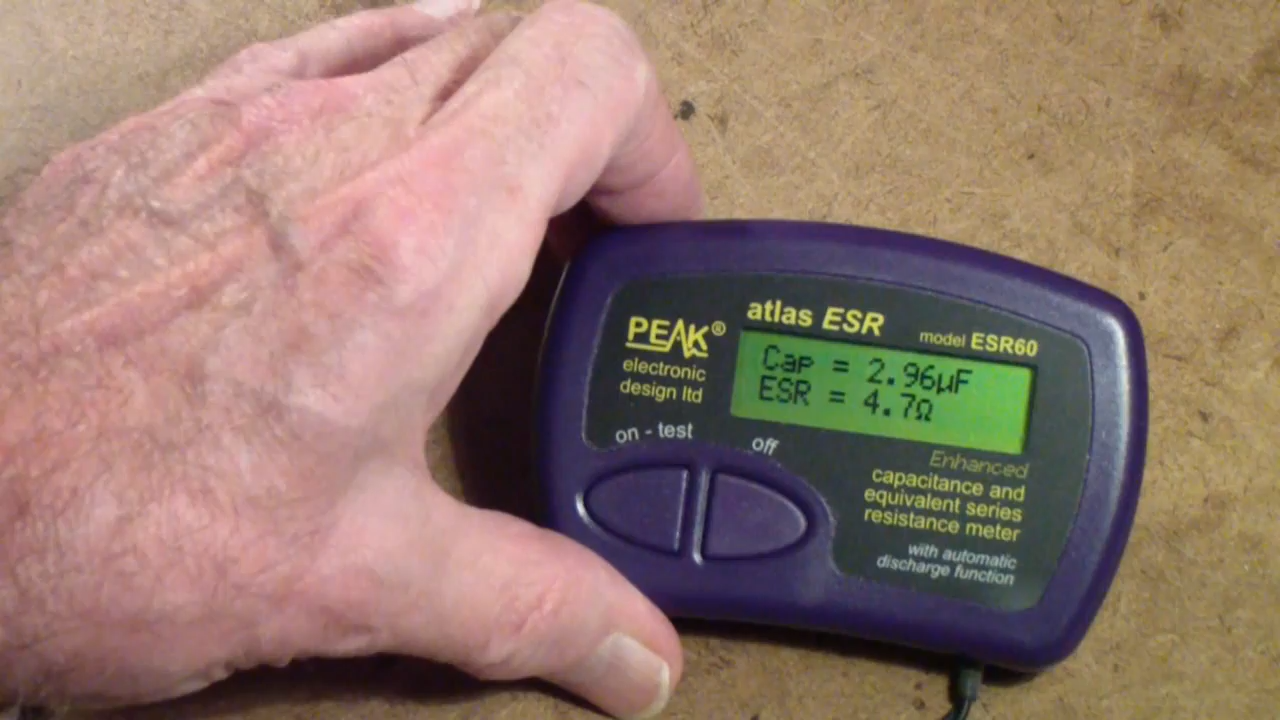 atlas ESR
model ESR60
PEAK®
electronic
design ltd
Cap = 2.96µF
ESR = 4.7Ω
on - test
off
Enhanced
capacitance and
equivalent series
resistance meter
with automatic
discharge function